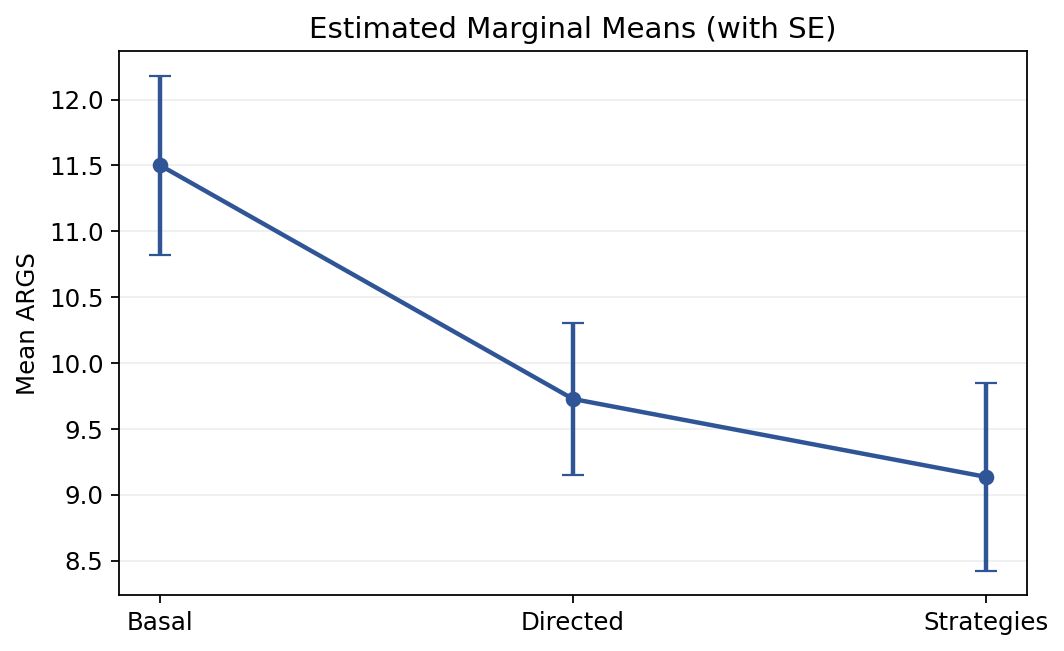 Estimated Marginal Means (with SE)
Mean ARGS
12.0
11.5
11.0
10.5
10.0
9.5
9.0
8.5
Basal Directed Strategies